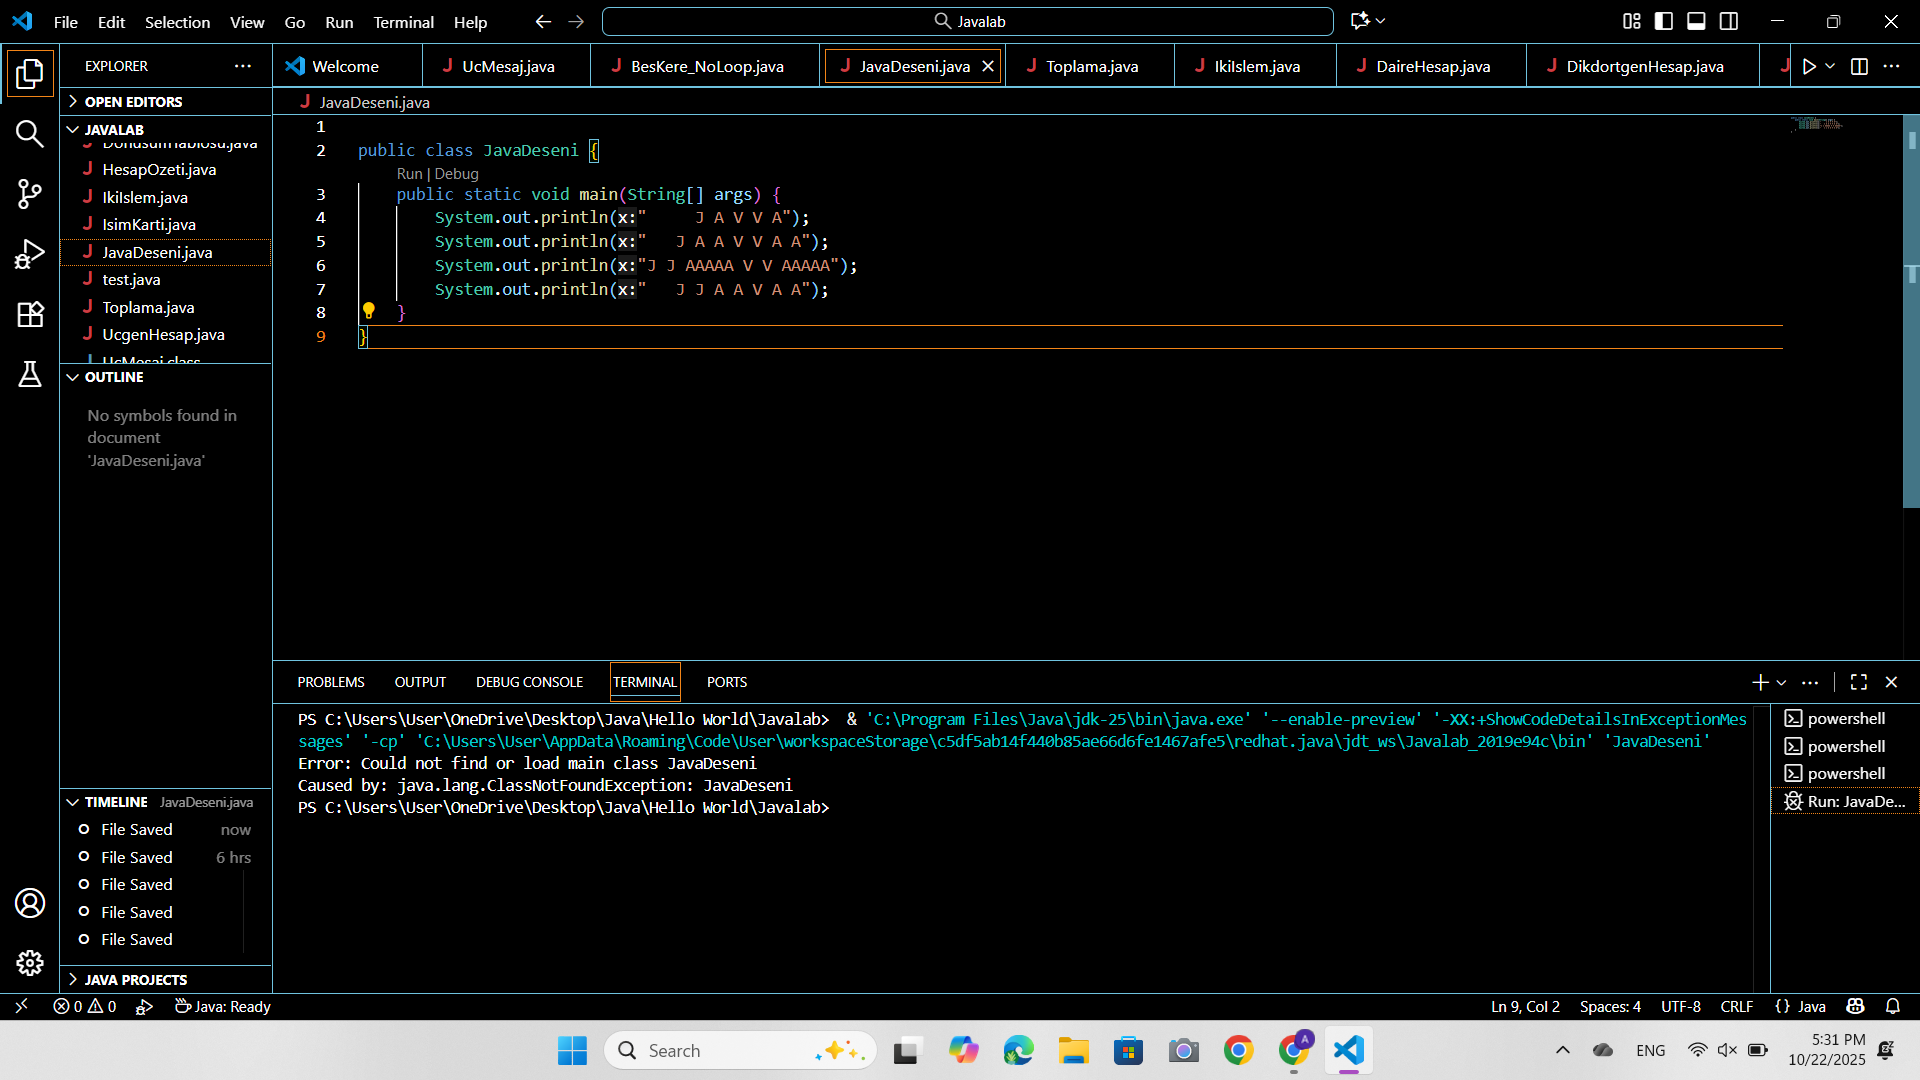 File Edit Selection View Go Run Terminal Help
Javalab
EXPLORER
Welcome
UcMesaj.java
BesKere_NoLoop.java
JavaDeseni.java
Toplama.java
IkiIslem.java
DaireHesap.java
DikdortgenHesap.java
OPEN EDITORS
JAVALAB
DonusumTablosu.java
HesapOzeti.java
IkiIslem.java
IsimKarti.java
JavaDeseni.java
test.java
Toplama.java
UcgenHesap.java
UcMesaj.class
OUTLINE
No symbols found in
document
'JavaDeseni.java'
TIMELINE JavaDeseni.java
File Saved now
File Saved 6 hrs
File Saved
File Saved
File Saved
JAVA PROJECTS
JavaDeseni.java
1
2 public class JavaDeseni {
Run | Debug
3 public static void main(String[] args) {
4 System.out.println(x:"     J A V V A");
5 System.out.println(x:"   J A A V V A A");
6 System.out.println(x:"J J AAAAA V V AAAAA");
7 System.out.println(x:"   J J A A V A A");
8 }
9 }
PROBLEMS OUTPUT DEBUG CONSOLE TERMINAL PORTS
PS C:\Users\User\OneDrive\Desktop\Java\Hello World\Javalab>  & 'C:\Program Files\Java\jdk-25\bin\java.exe' '--enable-preview' '-XX:+ShowCodeDetailsInExceptionMes
sages' '-cp' 'C:\Users\User\AppData\Roaming\Code\User\workspaceStorage\c5df5ab14f440b85ae66d6fe1467afe5\redhat.java\jdt_ws\Javalab_2019e94c\bin' 'JavaDeseni'
Error: Could not find or load main class JavaDeseni
Caused by: java.lang.ClassNotFoundException: JavaDeseni
PS C:\Users\User\OneDrive\Desktop\Java\Hello World\Javalab>
powershell
powershell
powershell
Run: JavaDe...
0 0 Java: Ready
Ln 9, Col 2 Spaces: 4 UTF-8 CRLF {} Java
Search
A
ENG
5:31 PM
10/22/2025